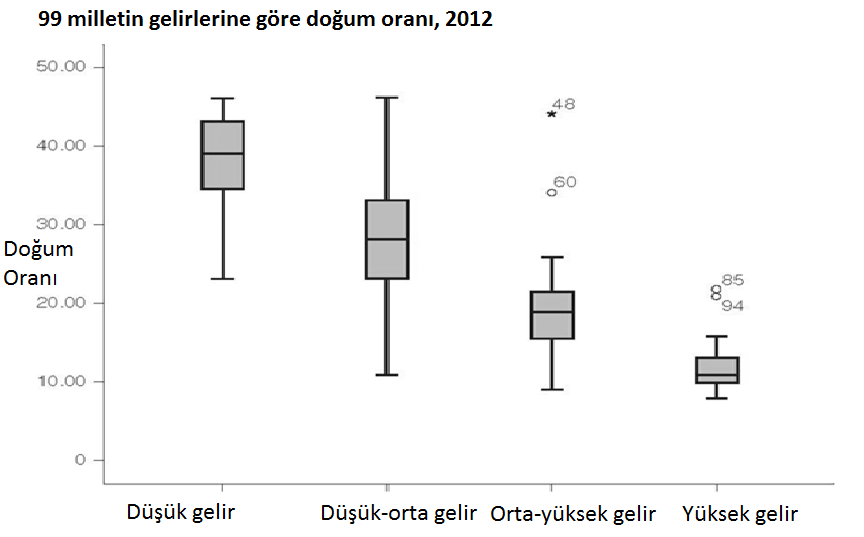 99 milletin gelirlerine göre doğum oranı, 2012
50.00
40.00
30.00
20.00
10.00
0
Doğum
Oranı
48
60
85
94
Düşük gelir
Düşük-orta gelir
Orta-yüksek gelir
Yüksek gelir